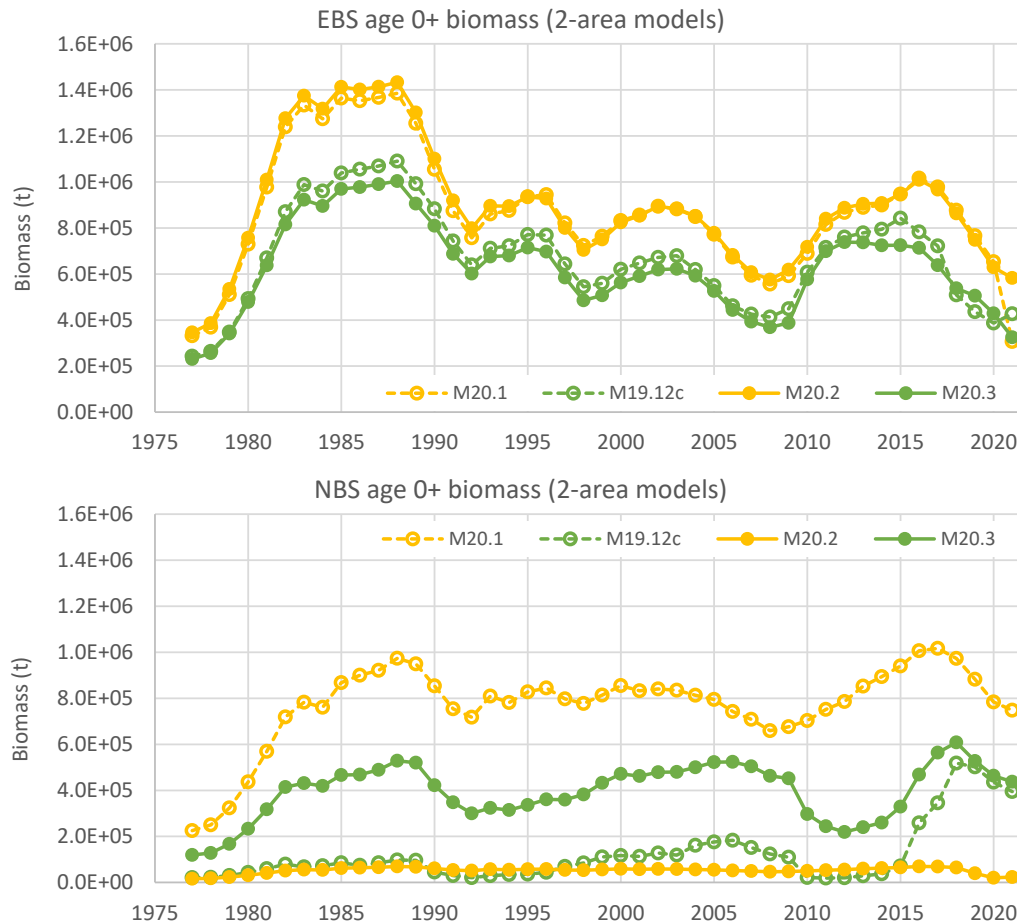 EBS age 0+ biomass (2-area models)
1.6E+06
1.4E+06
1.2E+06
1.0E+06
8.0E+05
6.0E+05
4.0E+05
2.0E+05
0.0E+00
Biomass (t)
M20.1 M19.12c M20.2 M20.3
1975 1980 1985 1990 1995 2000 2005 2010 2015 2020
NBS age 0+ biomass (2-area models)
1.6E+06
1.4E+06
1.2E+06
1.0E+06
8.0E+05
6.0E+05
4.0E+05
2.0E+05
0.0E+00
Biomass (t)
M20.1 M19.12c M20.2 M20.3
1975 1980 1985 1990 1995 2000 2005 2010 2015 2020